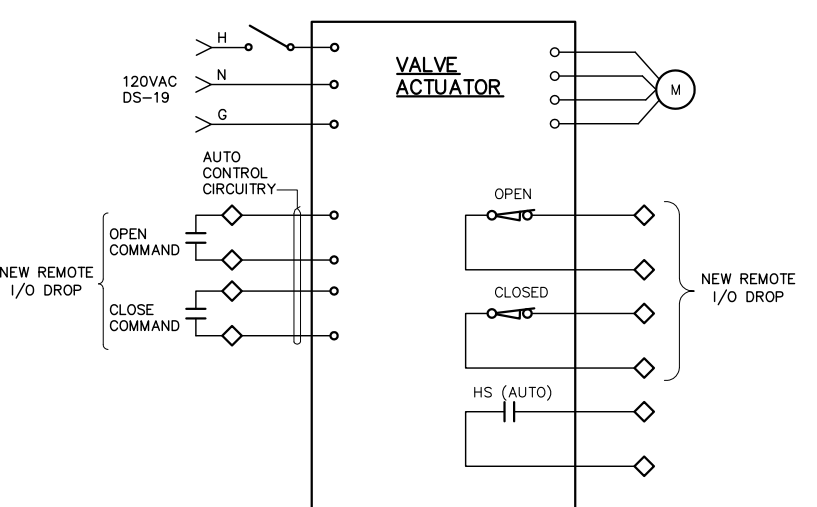 H
N
120VAC
DS-19
G
VALVE
ACTUATOR
M
AUTO
CONTROL
CIRCUITRY
OPEN
COMMAND
CLOSE
COMMAND
NEW REMOTE
I/O DROP
OPEN
CLOSED
HS (AUTO)
NEW REMOTE
I/O DROP